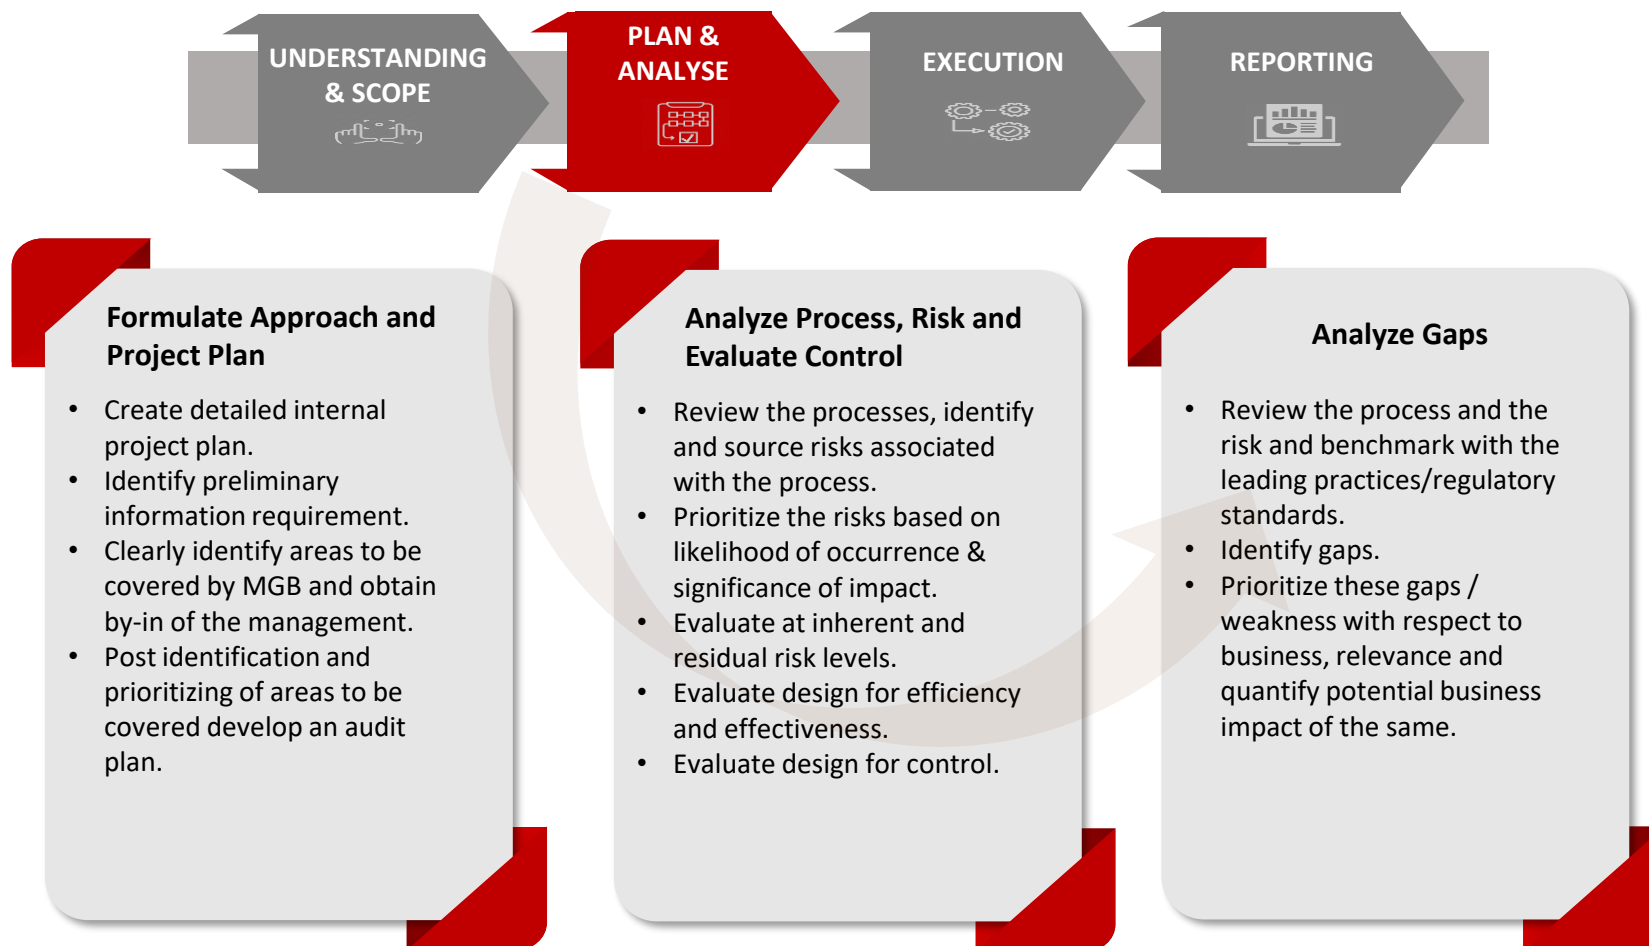 UNDERSTANDING
& SCOPE
PLAN &
ANALYSE
EXECUTION
REPORTING
Formulate Approach and
Project Plan
• Create detailed internal
project plan.
• Identify preliminary
information requirement.
• Clearly identify areas to be
covered by MGB and obtain
by-in of the management.
• Post identification and
prioritizing of areas to be
covered develop an audit
plan.
Analyze Process, Risk and
Evaluate Control
• Review the processes, identify
and source risks associated
with the process.
• Prioritize the risks based on
likelihood of occurrence &
significance of impact.
• Evaluate at inherent and
residual risk levels.
• Evaluate design for efficiency
and effectiveness.
• Evaluate design for control.
Analyze Gaps
• Review the process and the
risk and benchmark with the
leading practices/regulatory
standards.
• Identify gaps.
• Prioritize these gaps /
weakness with respect to
business, relevance and
quantify potential business
impact of the same.